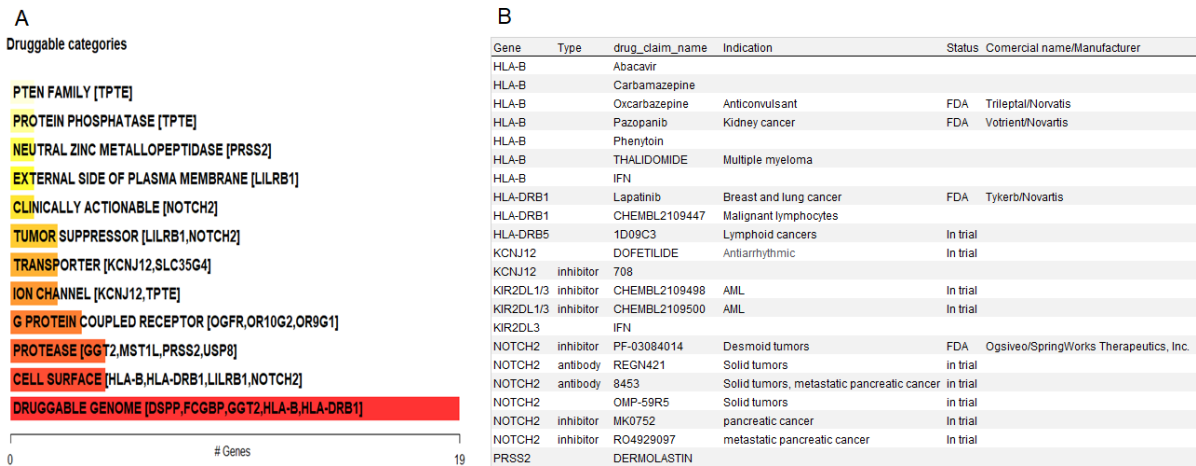 A
Druggable categories
PTEN FAMILY [TPTE]
PROTEIN PHOSPHATASE [TPTE]
NEUTRAL ZINC METALLOPEPTIDASE [PRSS2]
EXTERNAL SIDE OF PLASMA MEMBRANE [LILRB1]
CLINICALLY ACTIONABLE [NOTCH2]
TUMOR SUPPRESSOR [LILRB1,NOTCH2]
TRANSPORTER [KCNJ12,SLC35G4]
ION CHANNEL [KCNJ12,TPTE]
G PROTEIN COUPLED RECEPTOR [OGFR,OR10G2,OR9G1]
PROTEASE [GGT2,MST1L,PRSS2,USP8]
CELL SURFACE [HLA-B,HLA-DRB1,LILRB1,NOTCH2]
DRUGGABLE GENOME [DSPP,FCGBP,GGT2,HLA-B,HLA-DRB1]
# Genes
0 19
B
Gene Type drug_claim_name Indication Status Comercial name/Manufacturer
HLA-B Abacavir
HLA-B Carbamazepine
HLA-B Oxcarbazepine Anticonvulsant FDA Trileptal/Norvatis
HLA-B Pazopanib Kidney cancer FDA Votrient/Novartis
HLA-B Phenytoin
HLA-B THALIDOMIDE Multiple myeloma
HLA-B IFN
HLA-DRB1 Lapatinib Breast and lung cancer FDA Tykerb/Novartis
HLA-DRB1 CHEMBL2109447 Malignant lymphocytes
HLA-DRB5 1D09C3 Lymphoid cancers In trial
KCNJ12 DOFETILIDE Antiarrhythmic In trial
KCNJ12 inhibitor 708
KIR2DL1/3 inhibitor CHEMBL2109498 AML In trial
KIR2DL1/3 inhibitor CHEMBL2109500 AML In trial
KIR2DL3 IFN
NOTCH2 inhibitor PF-03084014 Desmoid tumors FDA Ogsiveo/SpringWorks Therapeutics, Inc.
NOTCH2 antibody REGN421 Solid tumors in trial
NOTCH2 antibody 8453 Solid tumors, metastatic pancreatic cancer in trial
NOTCH2 OMP-59R5 Solid tumors In trial
NOTCH2 inhibitor MK0752 pancreatic cancer In trial
NOTCH2 inhibitor RO4929097 metastatic pancreatic cancer In trial
PRSS2 DERMOLASTIN